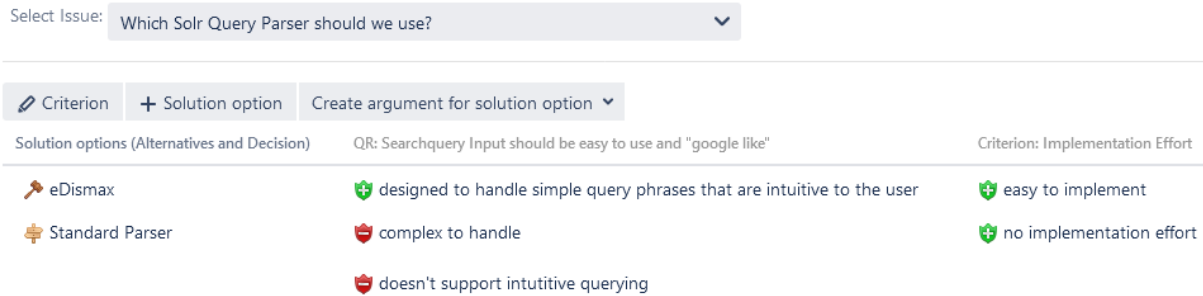 Select Issue: Which Solr Query Parser should we use?
Criterion + Solution option Create argument for solution option
Solution options (Alternatives and Decision) QR: Searchquery Input should be easy to use and "google like" Criterion: Implementation Effort
eDismax designed to handle simple query phrases that are intuitive to the user easy to implement
Standard Parser complex to handle no implementation effort
doesn't support intutitive querying